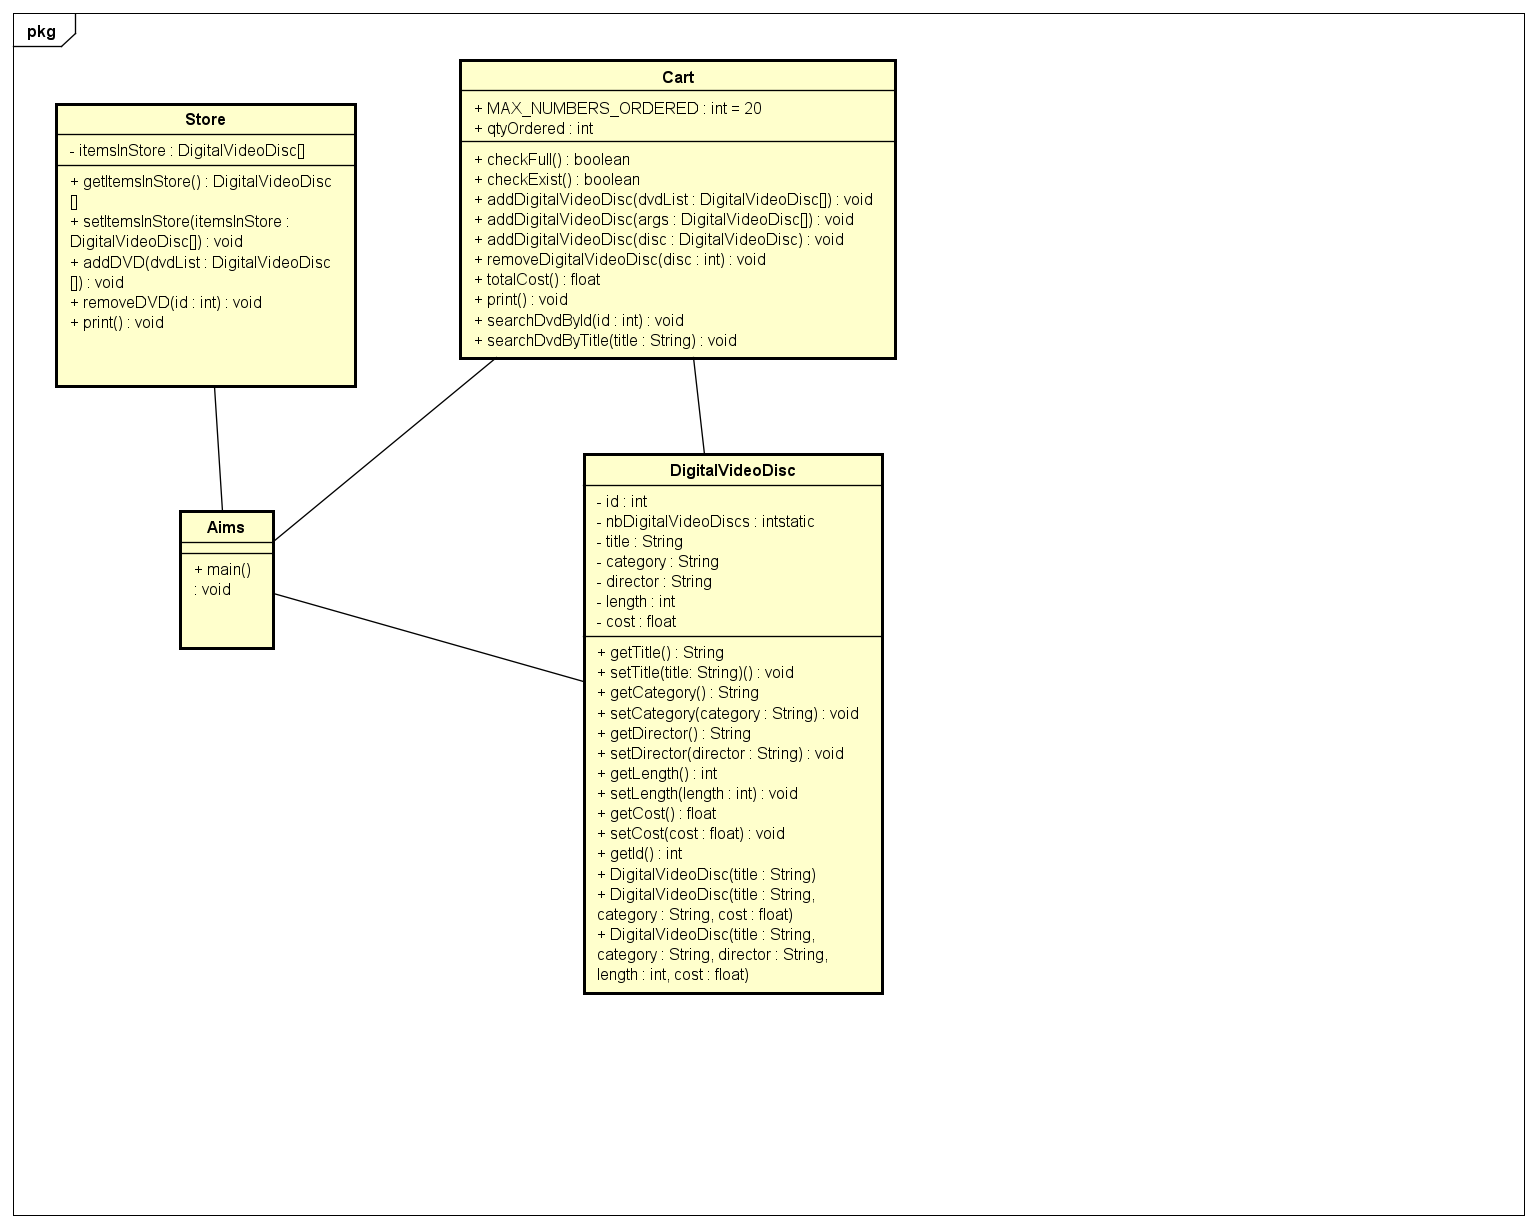 pkg
Store
- itemsInStore : DigitalVideoDisc[]
+ getItemsInStore() : DigitalVideoDisc
[]
+ setItemsInStore(itemsInStore :
DigitalVideoDisc[]) : void
+ addDVD(dvdList : DigitalVideoDisc
[]) : void
+ removeDVD(id : int) : void
+ print() : void
Cart
+ MAX_NUMBERS_ORDERED : int = 20
+ qtyOrdered : int
+ checkFull() : boolean
+ checkExist() : boolean
+ addDigitalVideoDisc(dvdList : DigitalVideoDisc[]) : void
+ addDigitalVideoDisc(args : DigitalVideoDisc[]) : void
+ addDigitalVideoDisc(disc : DigitalVideoDisc) : void
+ removeDigitalVideoDisc(disc : int) : void
+ totalCost() : float
+ print() : void
+ searchDvdById(id : int) : void
+ searchDvdByTitle(title : String) : void
Aims
+ main()
: void
DigitalVideoDisc
- id : int
- nbDigitalVideoDiscs : intstatic
- title : String
- category : String
- director : String
- length : int
- cost : float
+ getTitle() : String
+ setTitle(title: String)() : void
+ getCategory() : String
+ setCategory(category : String) : void
+ getDirector() : String
+ setDirector(director : String) : void
+ getLength() : int
+ setLength(length : int) : void
+ getCost() : float
+ setCost(cost : float) : void
+ getId() : int
+ DigitalVideoDisc(title : String)
+ DigitalVideoDisc(title : String,
category : String, cost : float)
+ DigitalVideoDisc(title : String,
category : String, director : String,
length : int, cost : float)